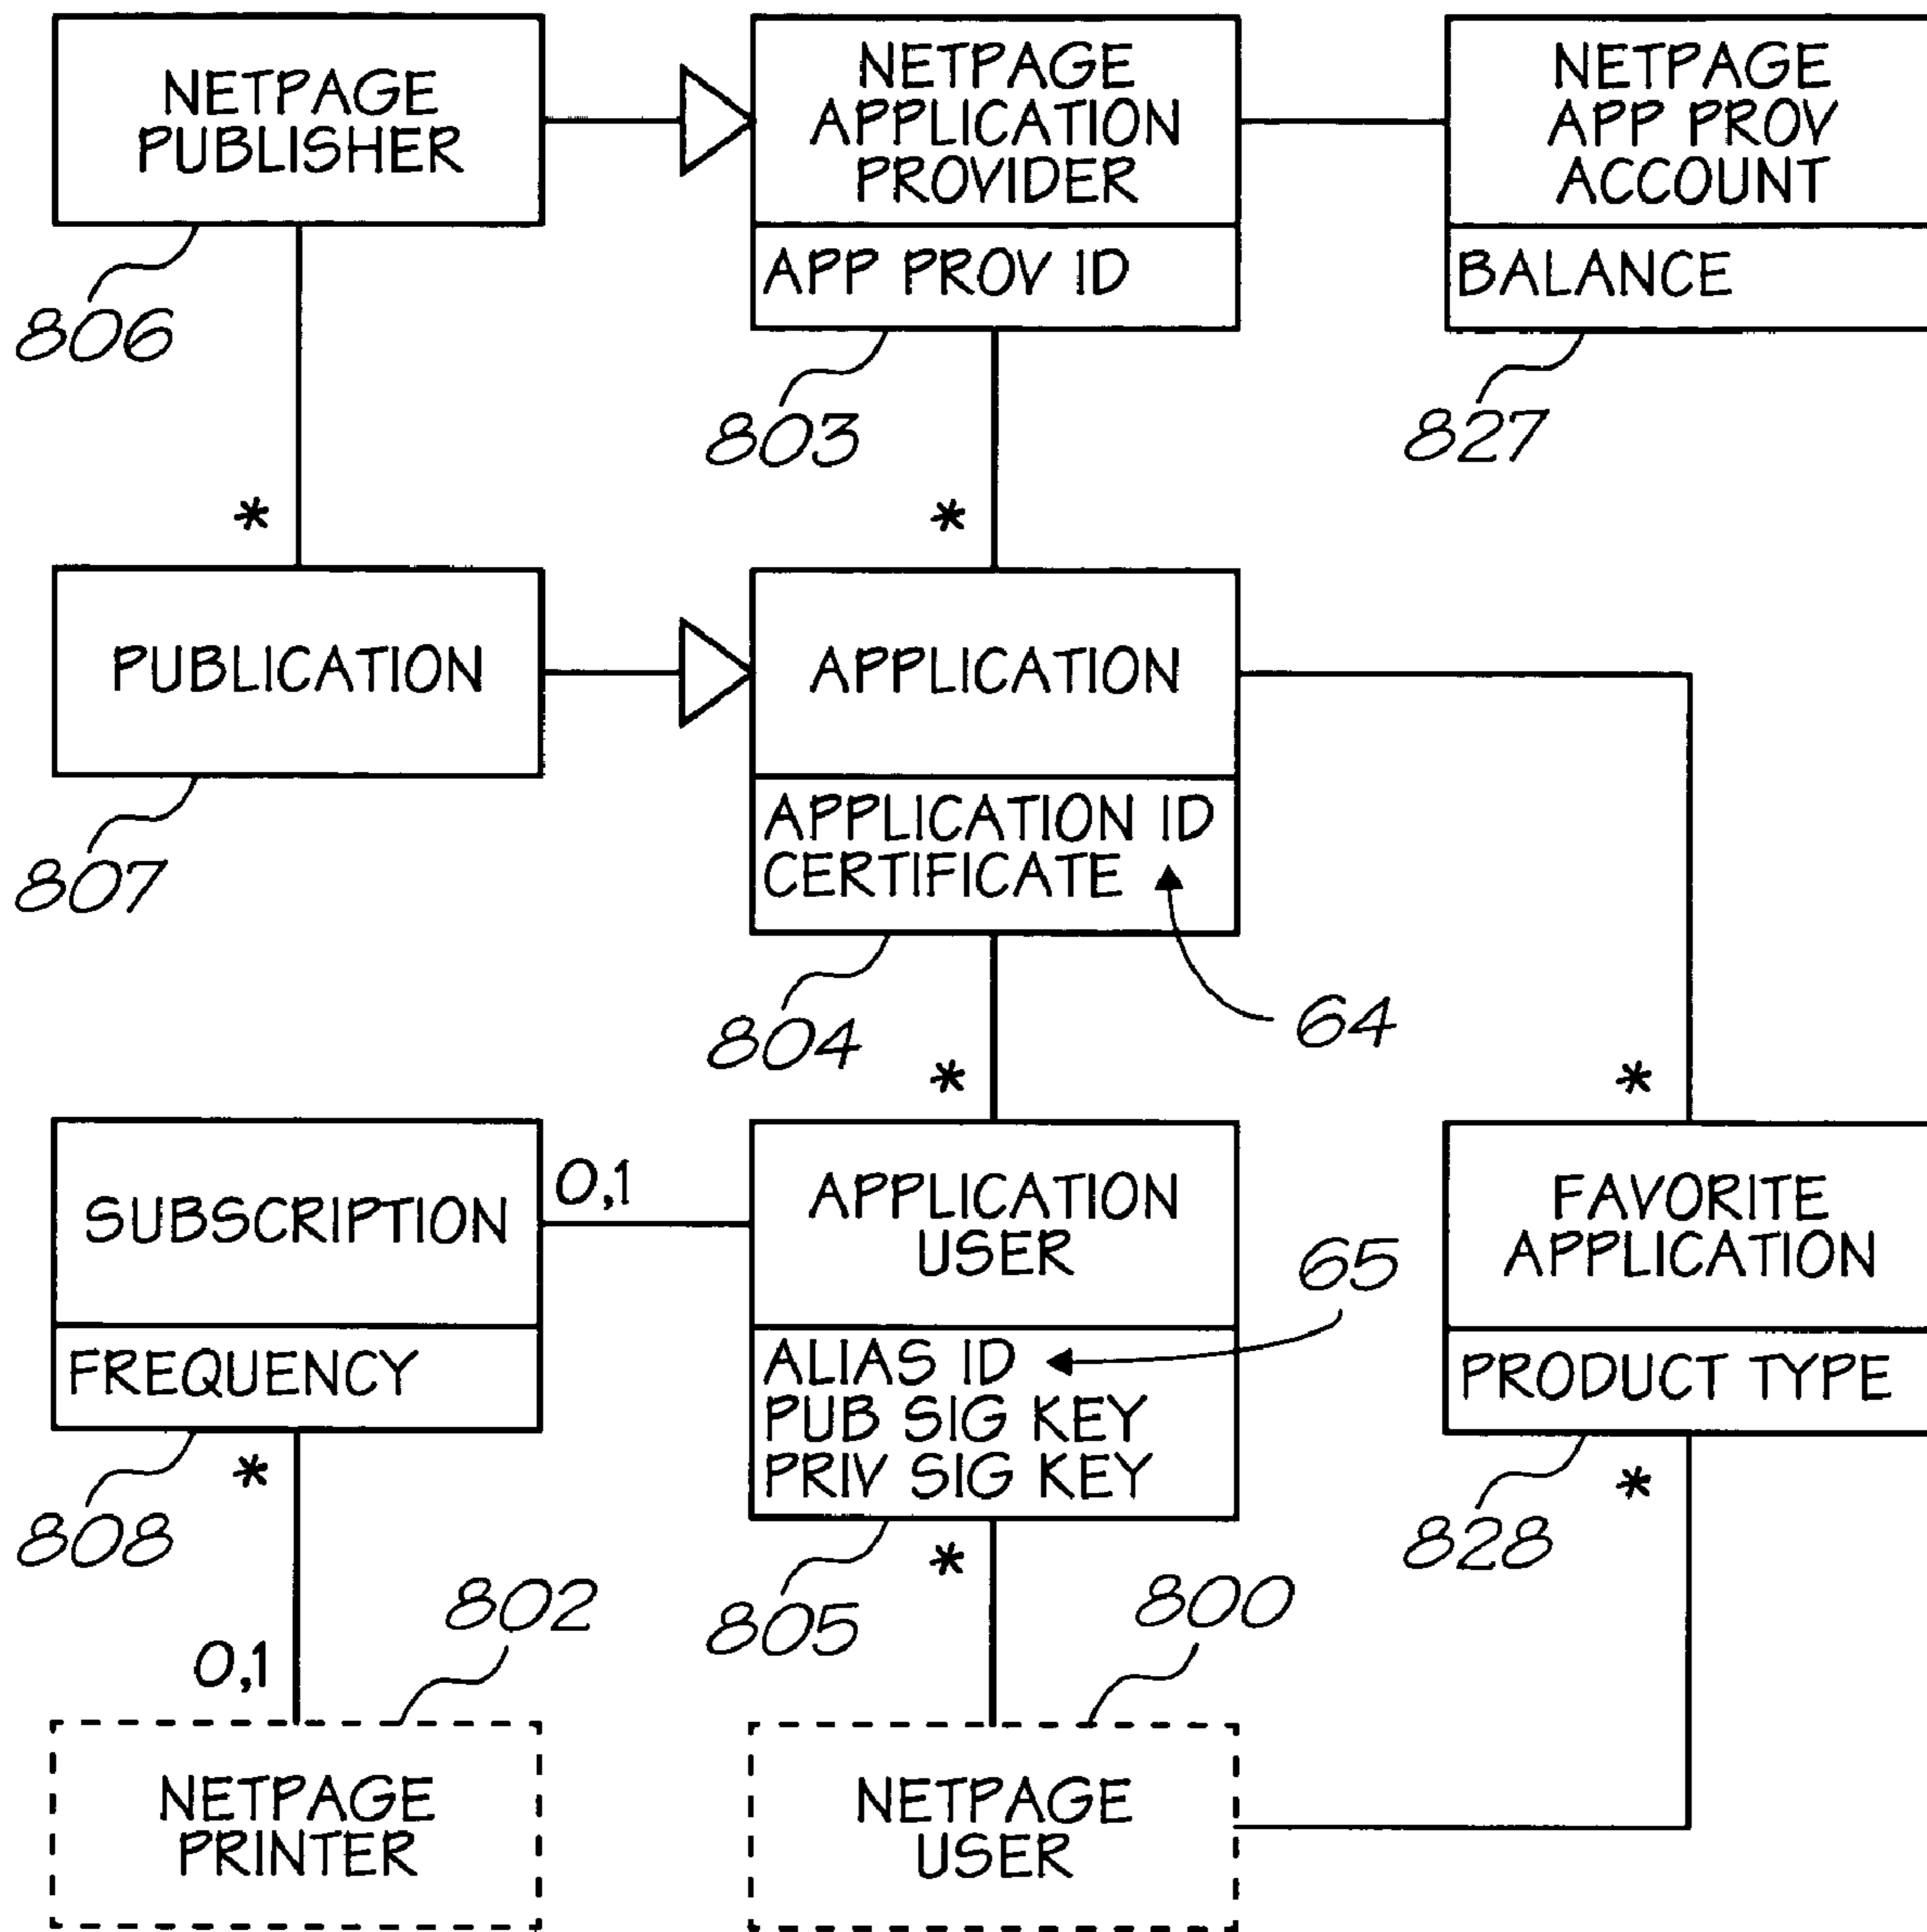 NETPAGE
PUBLISHER
NETPAGE
APPLICATION
PROVIDER
NETPAGE
APP PROV
ACCOUNT
APP PROV ID
BALANCE
806
803
827
*
*
PUBLICATION
APPLICATION
APPLICATION ID
CERTIFICATE
807
804
64
*
*
SUBSCRIPTION
0,1
APPLICATION
USER
FAVORITE
APPLICATION
65
FREQUENCY
ALIAS ID
PUB SIG KEY
PRIV SIG KEY
PRODUCT TYPE
808
*
805
*
828
*
802
800
0,1
NETPAGE
PRINTER
NETPAGE
USER